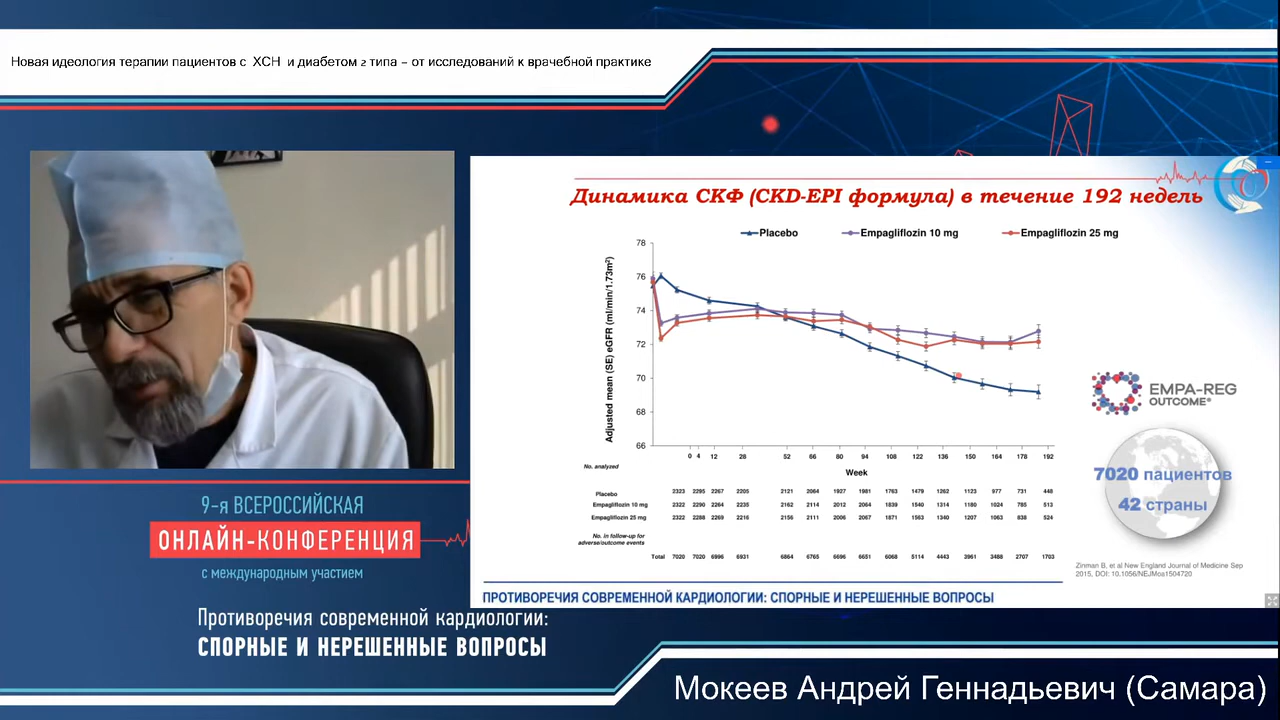 Новая идеология терапии пациентов с ХСН и диабетом 2 типа – от исследований к врачебной практике
Динамика СКФ (CKD-EPI формула) в течение 192 недель
Placebo
Empagliflozin 10 mg
Empagliflozin 25 mg
Adjusted mean (SE) eGFR (ml/min/1.73m²)
78
76
74
72
70
68
66
0 4 12 28 52 66 80 94 108 122 136 150 164 178 192
Week
No. analyzed
Placebo 2323 2295 2267 2205 2121 2064 1927 1981 1763 1479 1262 1123 977 731 448
Empagliflozin 10 mg 2322 2290 2264 2235 2162 2114 2012 2064 1839 1540 1314 1180 1024 785 513
Empagliflozin 25 mg 2322 2288 2269 2216 2156 2111 2006 2067 1871 1563 1340 1207 1063 838 524
No. in follow-up for
adverse/outcome events
Total 7020 7020 6996 6931 6864 6765 6696 6651 6068 5114 4443 3961 3488 2707 1703
EMPA-REG
OUTCOME®
7020 пациентов
42 страны
Zinman B, et al New England Journal of Medicine Sep
2015, DOI: 10.1056/NEJMoa1504720
ПРОТИВОРЕЧИЯ СОВРЕМЕННОЙ КАРДИОЛОГИИ: СПОРНЫЕ И НЕРЕШЕННЫЕ ВОПРОСЫ
9-я ВСЕРОССИЙСКАЯ
ОНЛАЙН-КОНФЕРЕНЦИЯ
с международным участием
Противоречия современной кардиологии:
СПОРНЫЕ И НЕРЕШЕННЫЕ ВОПРОСЫ
Мокеев Андрей Геннадьевич (Самара)